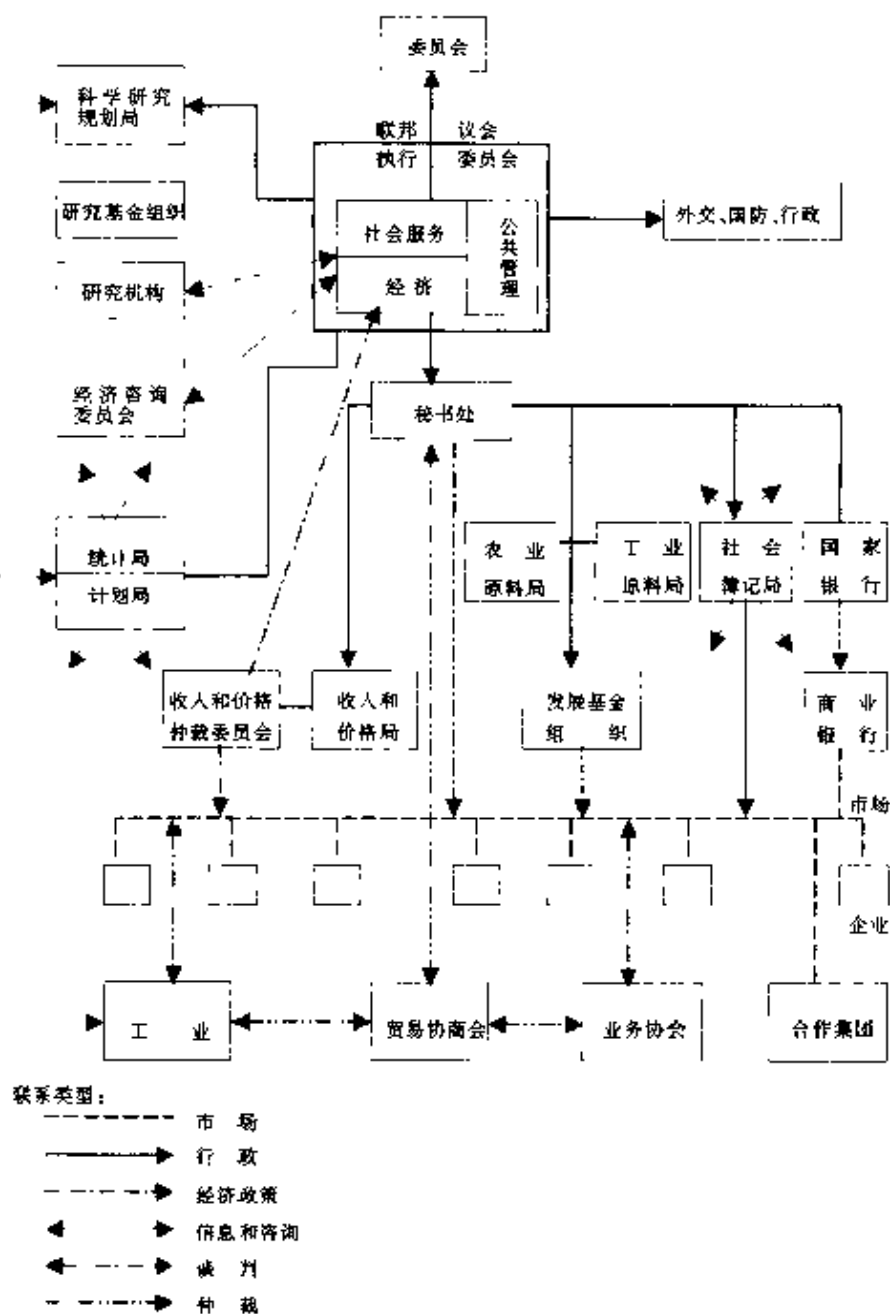 委员会
科学研究
规划局
联邦 议会
执行 委员会
研究基金组织
社会服务
公共管理
外交、国防、行政
研究机构
经济
经济咨询
委员会
秘书处
统计局
计划局
农业
原料局
工业
原料局
社会
簿记局
国家
银行
收人和价格
仲裁委员会
收人和
价格局
发展基金
组织
商业
银行
市场
企业
工业
贸易协商会
业务协会
合作集团
联系类型：
市场
行政
经济政策
信息和咨询
谈判
仲裁